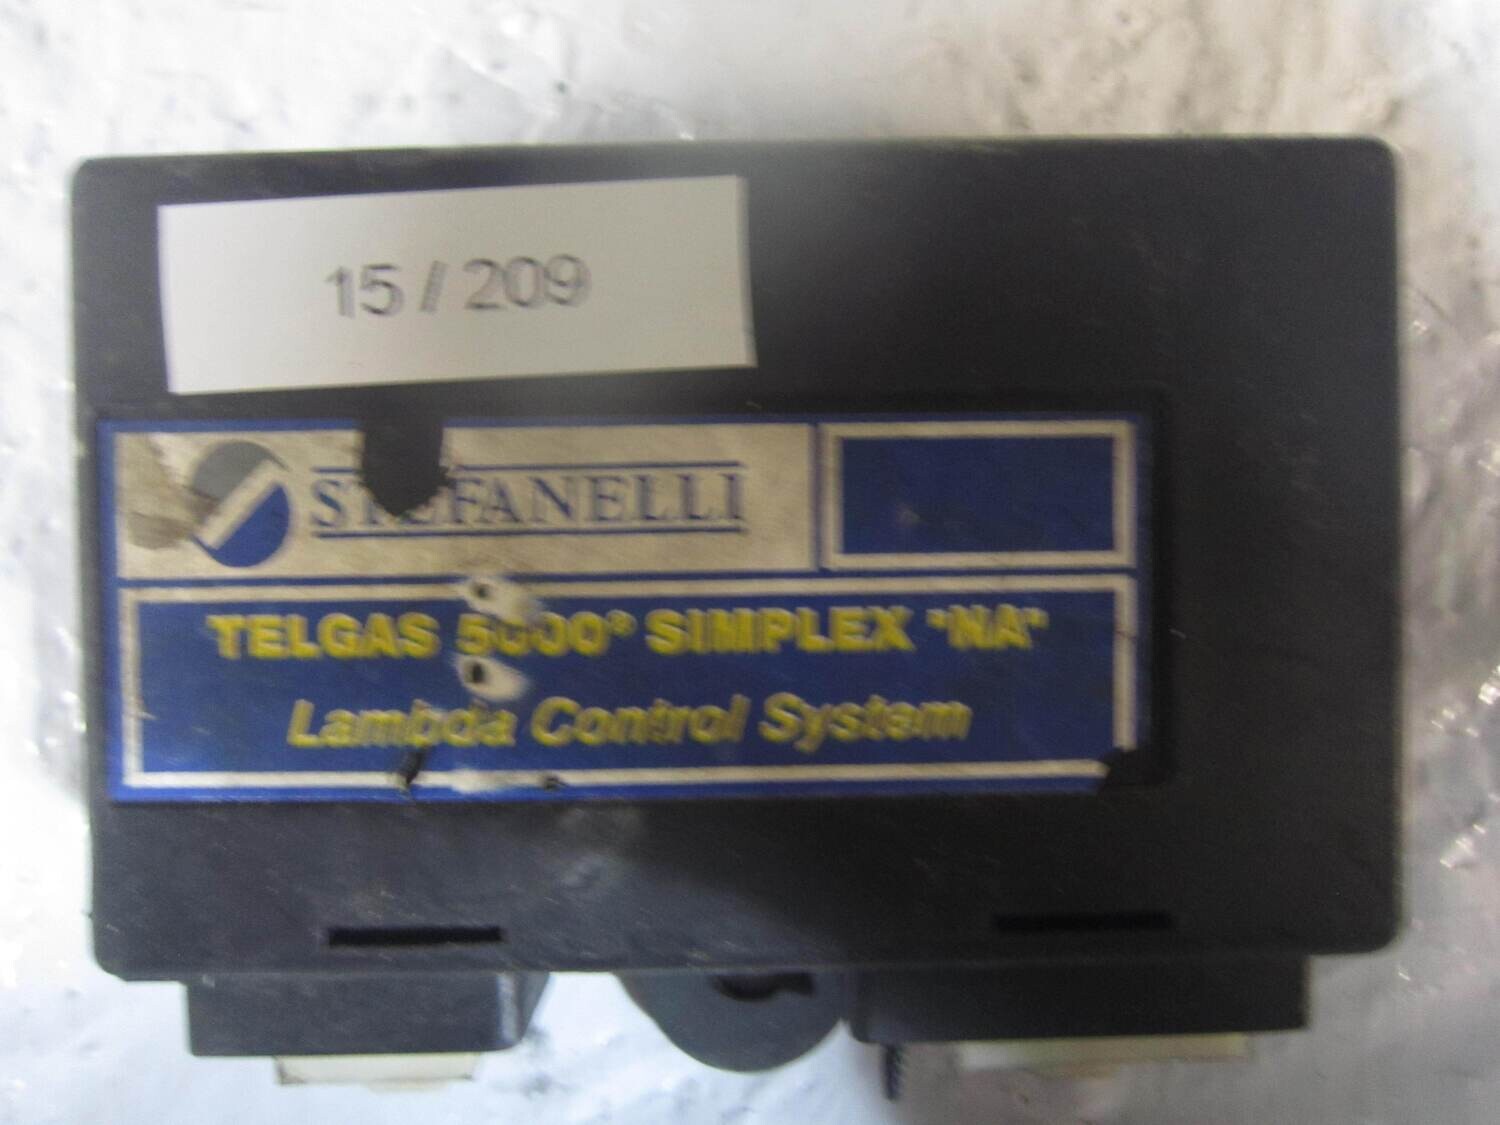 15 / 209
STEFANELLI
TELGAS 5000® SIMPLEX "NA"
Lambda Control System